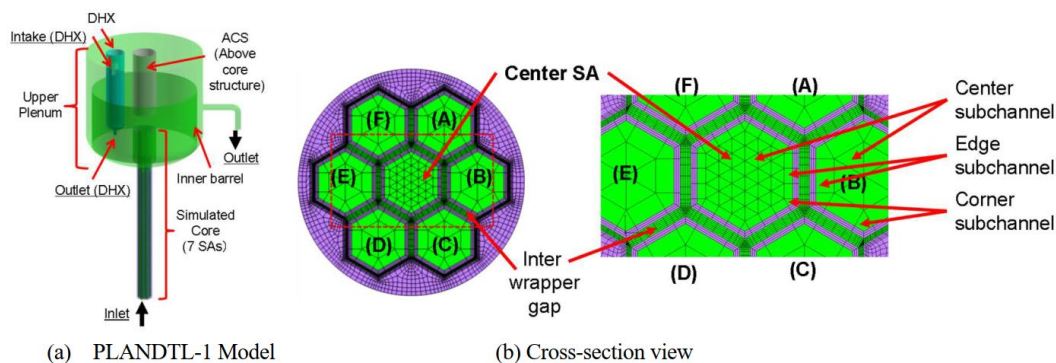 DHX
Intake (DHX)
ACS
(Above
core
structure)
Upper
Plenum
Outlet
Inner barrel
Outlet (DHX)
Simulated
Core
(7 SAs)
Inlet
(a) PLANDTL-1 Model
Center SA
(F)
(A)
(E)
(B)
(D)
(C)
Inter
wrapper
gap
(F)
(A)
(E)
(B)
(D)
(C)
Center
subchannel
Edge
subchannel
Corner
subchannel
(b) Cross-section view